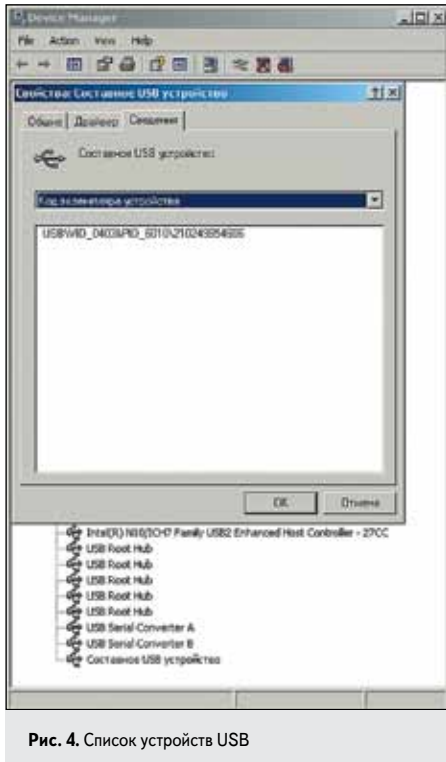 Device Manager
File Action View Help
Свойства: Составное USB устройство
Общие Драйвер Сведения
Составное USB устройство
Код экземпляра устройства
USB\VID_0403&PID_6010\210249854606
OK Отмена
Intel(R) N10/ICH7 Family USB2 Enhanced Host Controller - 27CC
USB Root Hub
USB Root Hub
USB Root Hub
USB Root Hub
USB Root Hub
USB Serial Converter A
USB Serial Converter B
Составное USB устройство
Рис. 4. Список устройств USB